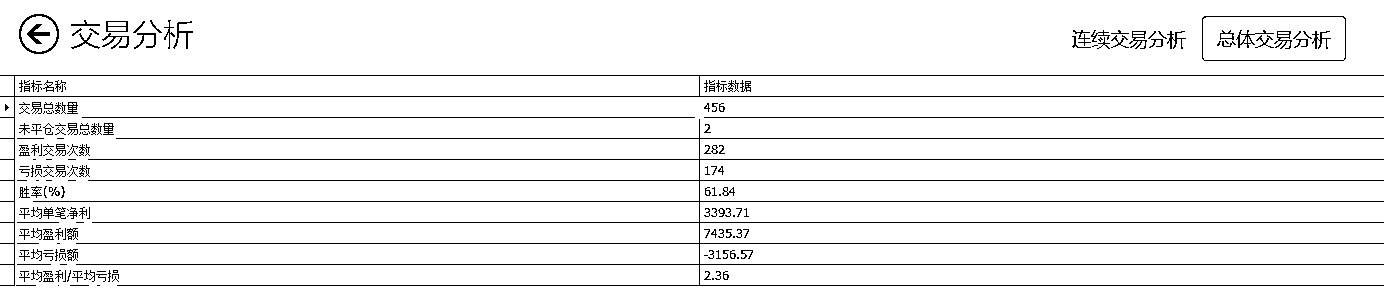 交易分析
连续交易分析 总体交易分析
指标名称 指标数据
交易总数量 456
未平仓交易总数量 2
盈利交易次数 282
亏损交易次数 174
胜率(%) 61.84
平均单笔净利 3393.71
平均盈利额 7435.37
平均亏损额 -3156.57
平均盈利/平均亏损 2.36